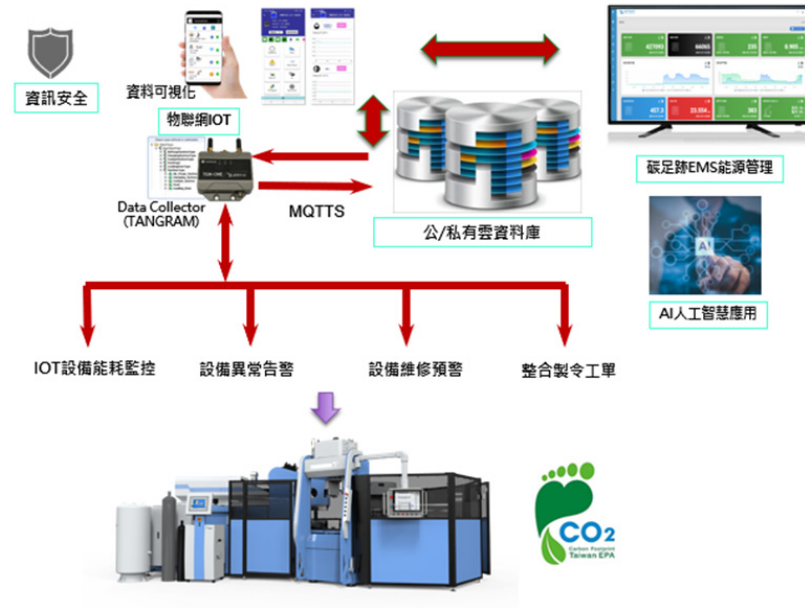 資訊安全
資料可視化
物聯網IOT
Data Collector
(TANGRAM)
MQTTS
公/私有雲資料庫
碳足跡EMS能源管理
AI
AI人工智慧應用
IOT設備能耗監控
設備異常告警
設備維修預警
整合製令工單
CO2
Carbon Footprint
Taiwan EPA